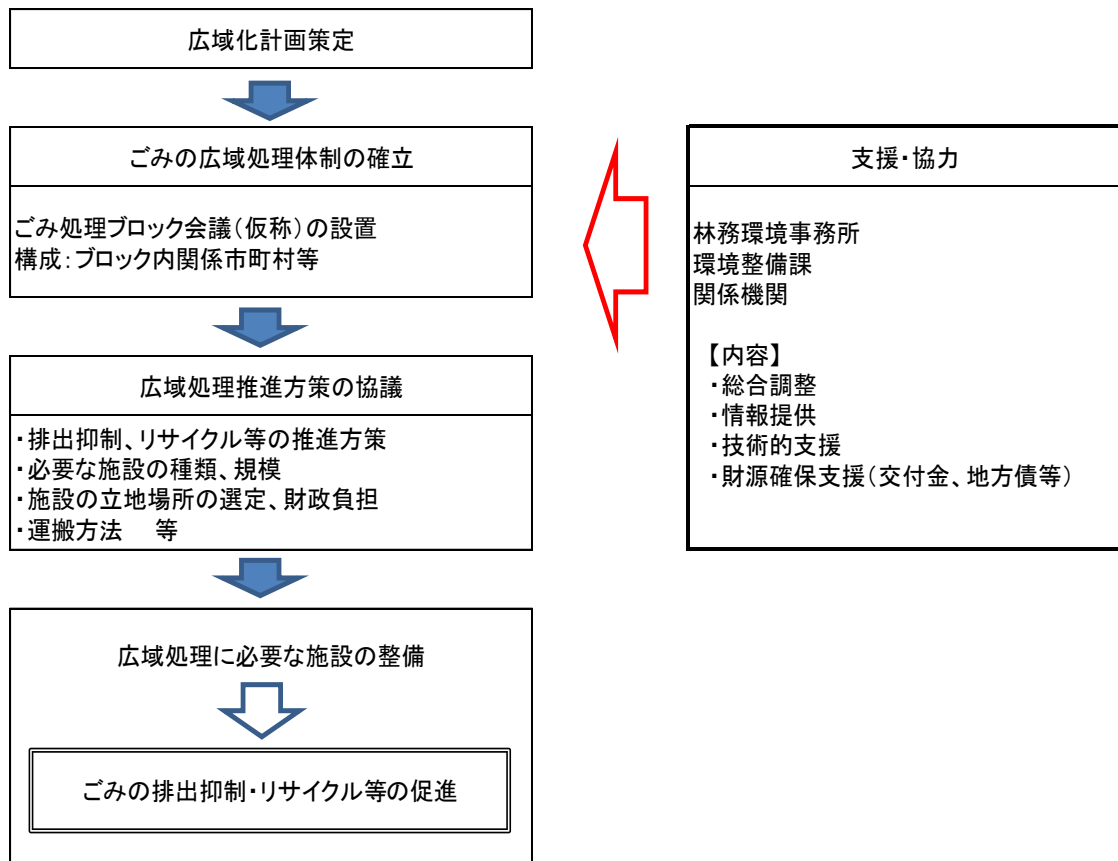 広域化計画策定
ごみの広域処理体制の確立
ごみ処理ブロック会議(仮称)の設置
構成:ブロック内関係市町村等
広域処理推進方策の協議
・排出抑制、リサイクル等の推進方策
・必要な施設の種類、規模
・施設の立地場所の選定、財政負担
・運搬方法　等
広域処理に必要な施設の整備
ごみの排出抑制・リサイクル等の促進
支援・協力
林務環境事務所
環境整備課
関係機関
【内容】
・総合調整
・情報提供
・技術的支援
・財源確保支援(交付金、地方債等)